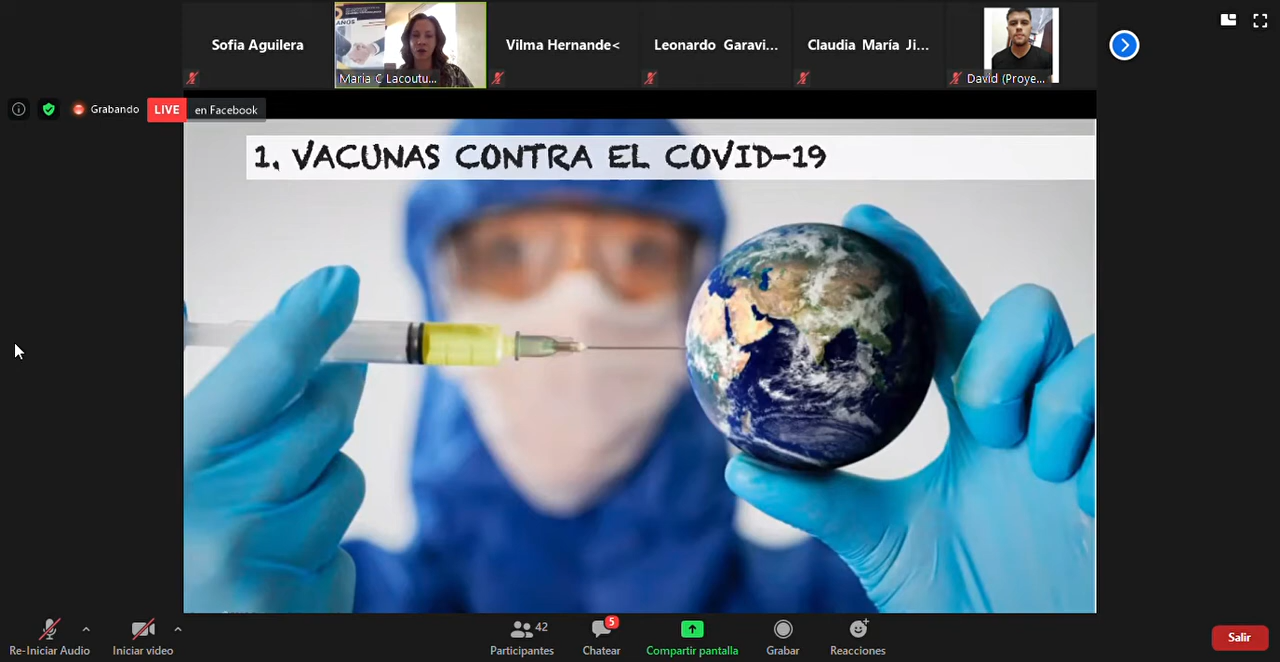 Sofia Aguilera
Maria C Lacoutu...
Vilma Hernande<
Leonardo Garavi...
Claudia María Ji...
David (Proye...
Grabando
LIVE
en Facebook
1. VACUNAS CONTRA EL COVID-19
Re-Iniciar Audio
Iniciar video
42
Participantes
5
Chatear
Compartir pantalla
Grabar
Reacciones
Salir